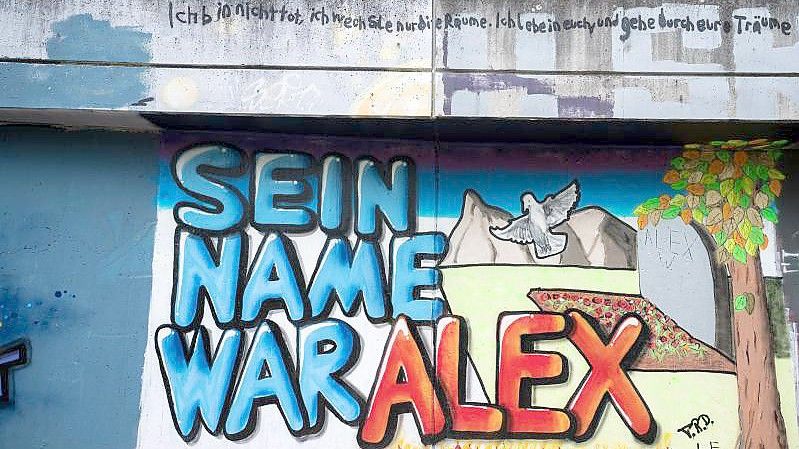 Ich bin nicht tot, ich wechsle nur die Räume. Ich lebe in euch, und gehe durch eure Träume
SEIN
NAME
WAR ALEX
ALEX
W
P.R.D.